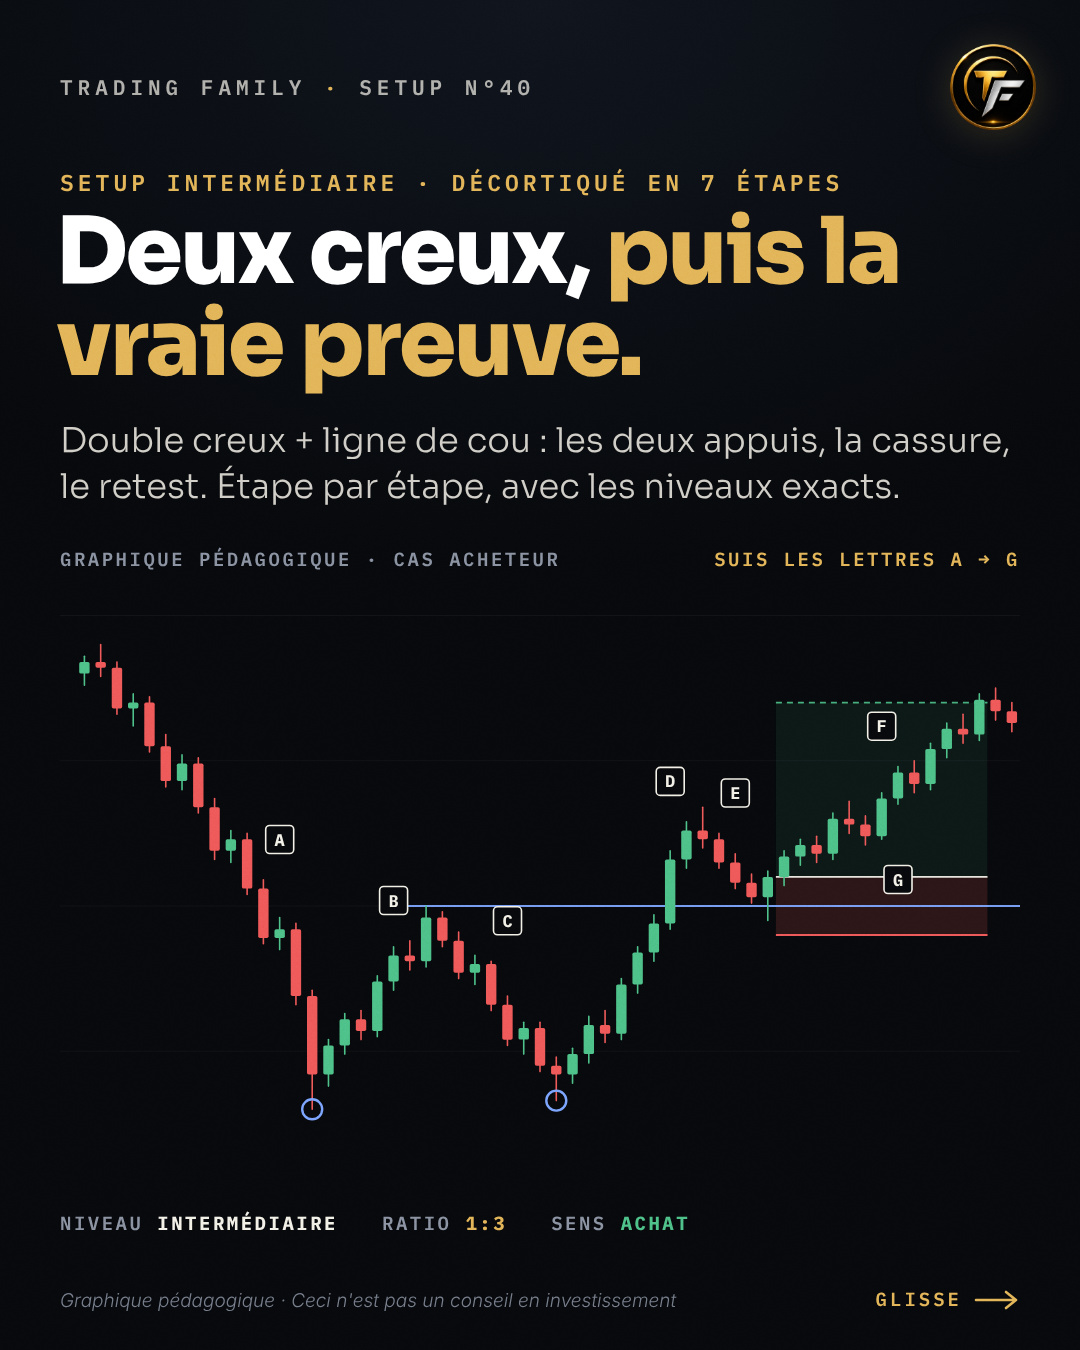 TRADING FAMILY · SETUP N°40
TF
SETUP INTERMÉDIAIRE · DÉCORTIQUÉ EN 7 ÉTAPES
Deux creux, puis la
vraie preuve.
Double creux + ligne de cou : les deux appuis, la cassure,
le retest. Étape par étape, avec les niveaux exacts.
GRAPHIQUE PÉDAGOGIQUE · CAS ACHETEUR
SUIS LES LETTRES A → G
A
B
C
D
E
F
G
NIVEAU INTERMÉDIAIRE RATIO 1:3 SENS ACHAT
Graphique pédagogique · Ceci n'est pas un conseil en investissement
GLISSE →